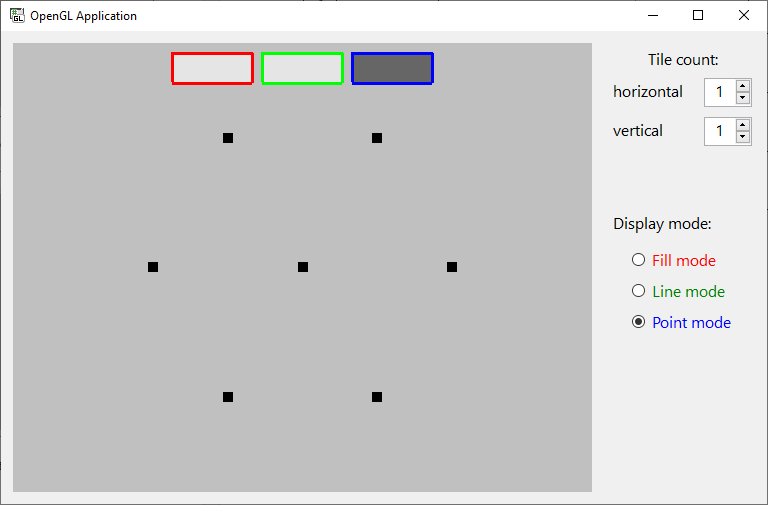 OpenGL Application
Tile count:
horizontal 1
vertical 1
Display mode:
Fill mode
Line mode
Point mode